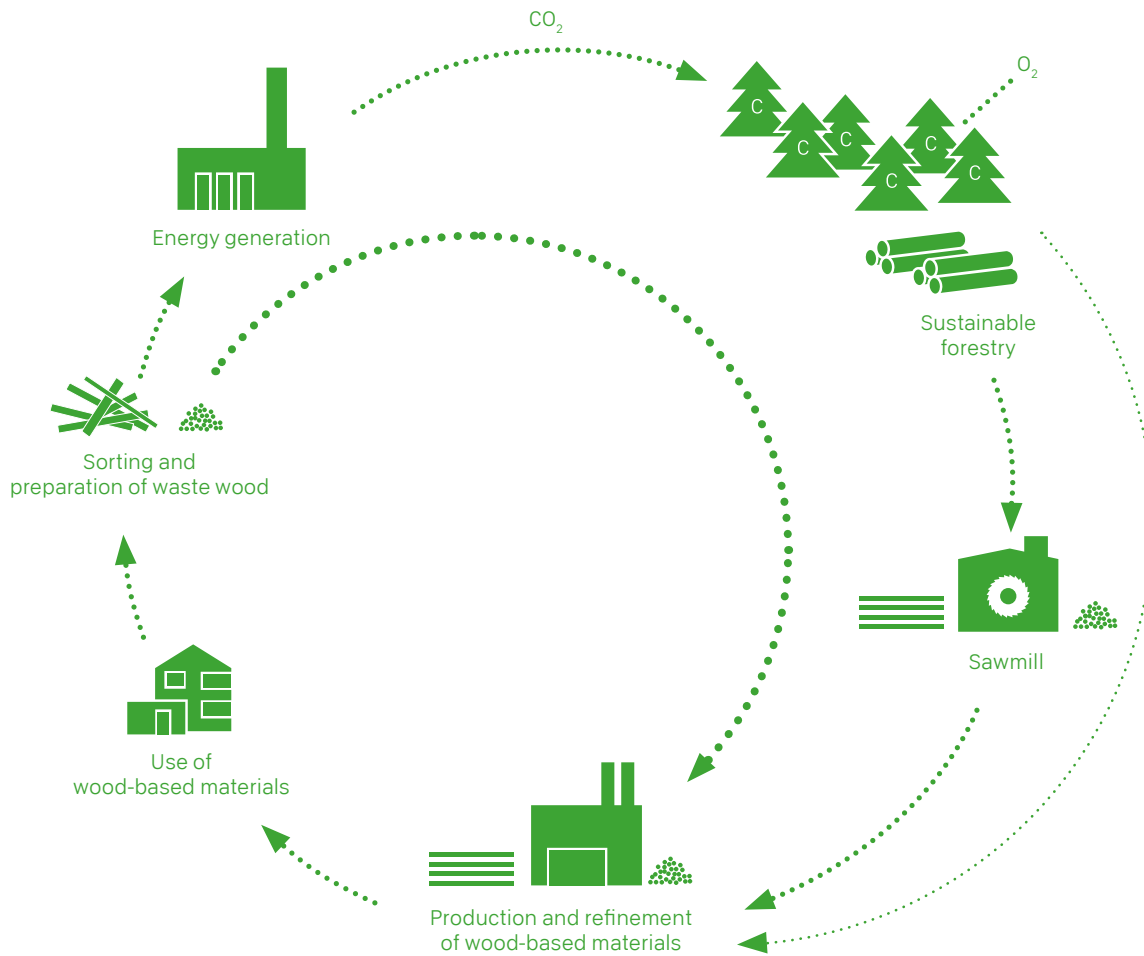 CO₂
O₂
C
C
C
C
C
C
Energy generation
Sustainable
forestry
Sorting and
preparation of waste wood
Sawmill
Use of
wood-based materials
Production and refinement
of wood-based materials